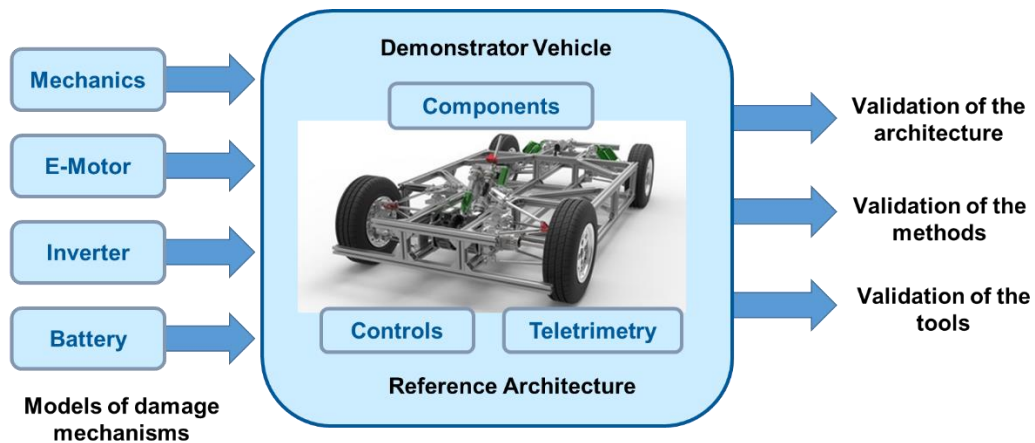 Demonstrator Vehicle
Mechanics
Components
E-Motor
Inverter
Battery
Controls
Teletrimetry
Reference Architecture
Models of damage
mechanisms
Validation of the
architecture
Validation of the
methods
Validation of the
tools